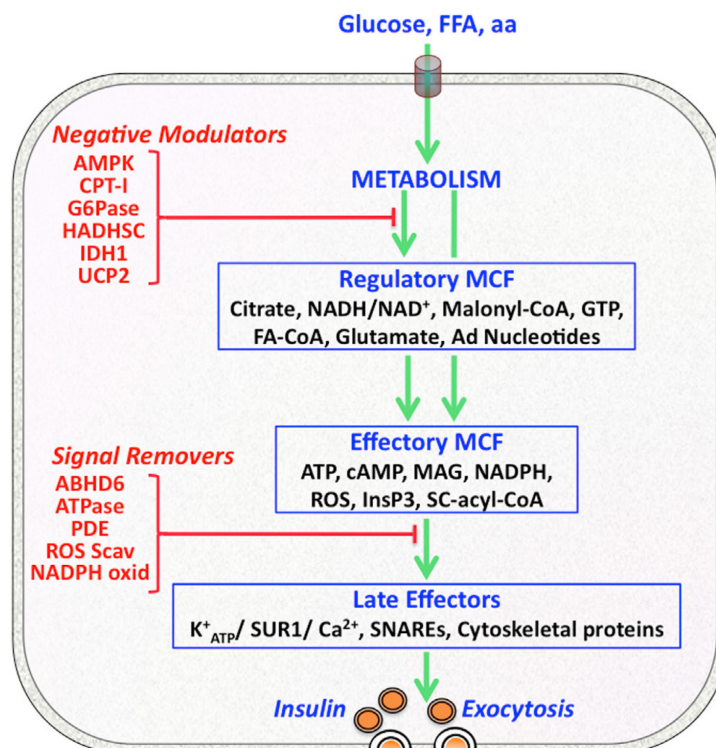 Glucose, FFA, aa
Negative Modulators
AMPK
CPT-I
G6Pase
HADHSC
IDH1
UCP2
METABOLISM
Regulatory MCF
Citrate, NADH/NAD⁺, Malonyl-CoA, GTP,
FA-CoA, Glutamate, Ad Nucleotides
Effectory MCF
ATP, cAMP, MAG, NADPH,
ROS, InsP3, SC-acyl-CoA
Signal Removers
ABHD6
ATPase
PDE
ROS Scav
NADPH oxid
Late Effectors
K⁺ATP/ SUR1/ Ca²⁺, SNAREs, Cytoskeletal proteins
Insulin Exocytosis